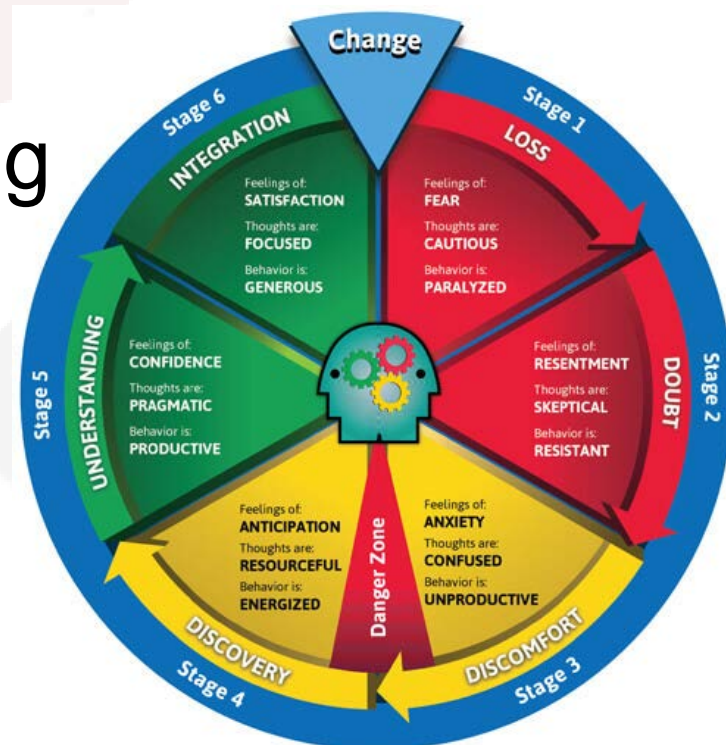 g
Change
Stage 1
LOSS
Feelings of:
FEAR
Thoughts are:
CAUTIOUS
Behavior is:
PARALYZED
Stage 2
DOUBT
Feelings of:
RESENTMENT
Thoughts are:
SKEPTICAL
Behavior is:
RESISTANT
Stage 3
DISCOMFORT
Feelings of:
ANXIETY
Thoughts are:
CONFUSED
Behavior is:
UNPRODUCTIVE
Danger Zone
Stage 4
DISCOVERY
Feelings of:
ANTICIPATION
Thoughts are:
RESOURCEFUL
Behavior is:
ENERGIZED
Stage 5
UNDERSTANDING
Feelings of:
CONFIDENCE
Thoughts are:
PRAGMATIC
Behavior is:
PRODUCTIVE
Stage 6
INTEGRATION
Feelings of:
SATISFACTION
Thoughts are:
FOCUSED
Behavior is:
GENEROUS